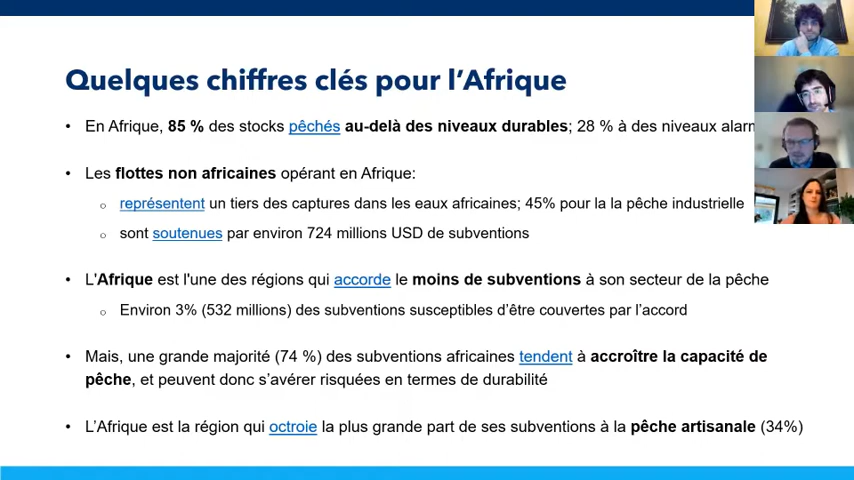 Quelques chiffres clés pour l'Afrique
• En Afrique, 85 % des stocks pêchés au-delà des niveaux durables; 28 % à des niveaux
• Les flottes non africaines opérant en Afrique:
○ représentent un tiers des captures dans les eaux africaines; 45% pour la la pêche industrielle
○ sont soutenues par environ 724 millions USD de subventions
• L'Afrique est l'une des régions qui accorde le moins de subventions à son secteur de la pêche
○ Environ 3% (532 millions) des subventions susceptibles d'être couvertes par l'accord
• Mais, une grande majorité (74 %) des subventions africaines tendent à accroître la capacité de
pêche, et peuvent donc s'avérer risquées en termes de durabilité
• L'Afrique est la région qui octroie la plus grande part de ses subventions à la pêche artisanale (34%)